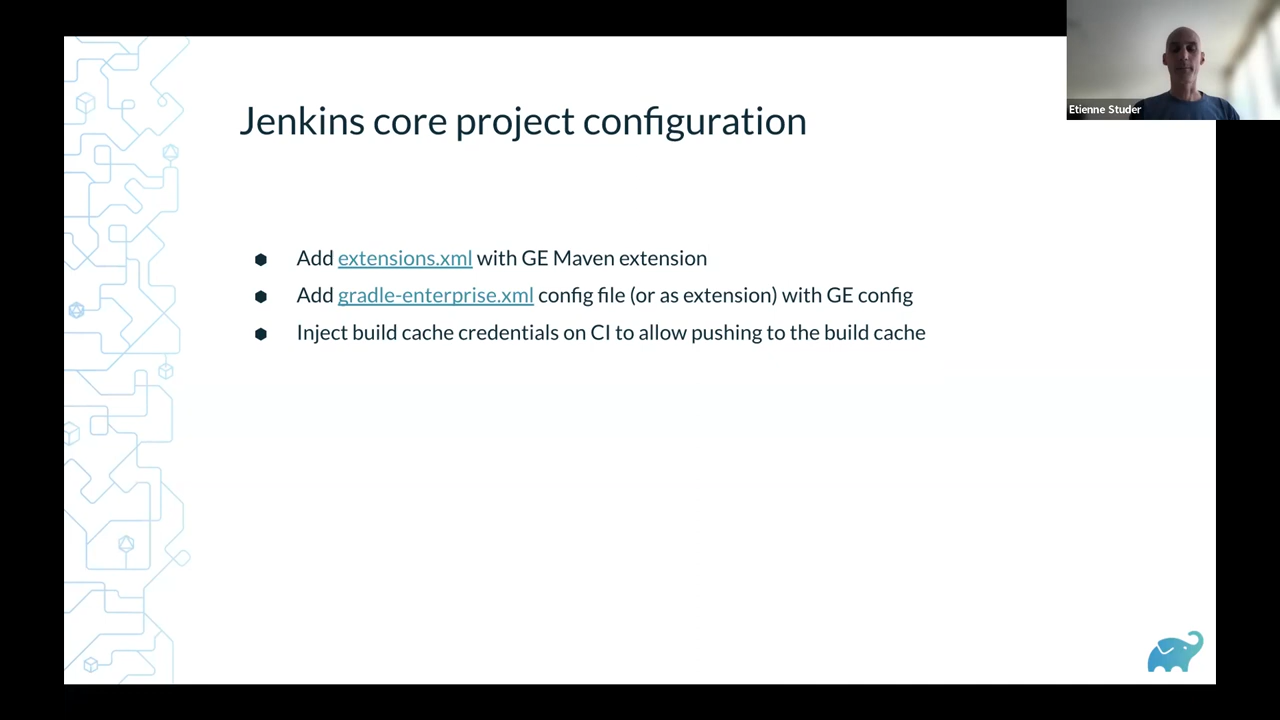 Etienne Studer
Jenkins core project configuration
Add extensions.xml with GE Maven extension
Add gradle-enterprise.xml config file (or as extension) with GE config
Inject build cache credentials on CI to allow pushing to the build cache